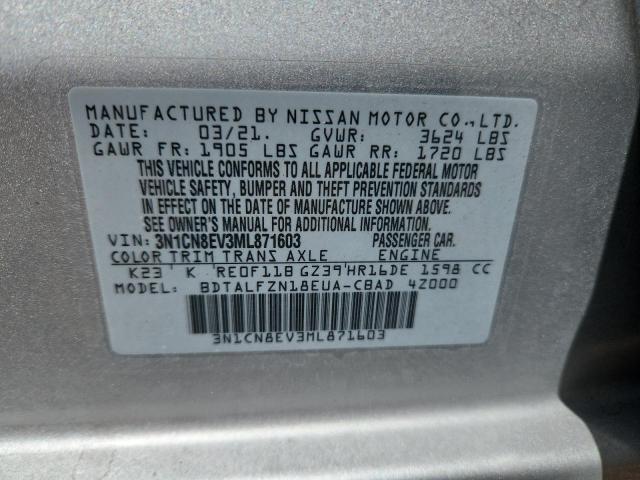 MANUFACTURED BY NISSAN MOTOR CO.,LTD.
DATE: 03/21. GVWR: 3624 LBS
GAWR FR: 1905 LBS GAWR RR: 1720 LBS
THIS VEHICLE CONFORMS TO ALL APPLICABLE FEDERAL MOTOR
VEHICLE SAFETY, BUMPER AND THEFT PREVENTION STANDARDS
IN EFFECT ON THE DATE OF MANUFACTURE SHOWN ABOVE.
SEE OWNER'S MANUAL FOR ADDITIONAL INFORMATION.
VIN: 3N1CN8EV3ML871603 PASSENGER CAR.
COLOR TRIM TRANS AXLE ENGINE
K23 ' K ' RE0F11B GZ39'HR16DE 1598 CC
MODEL: BDTALFZN18EUA-CBAD 4Z000
3N1CN8EV3ML871603